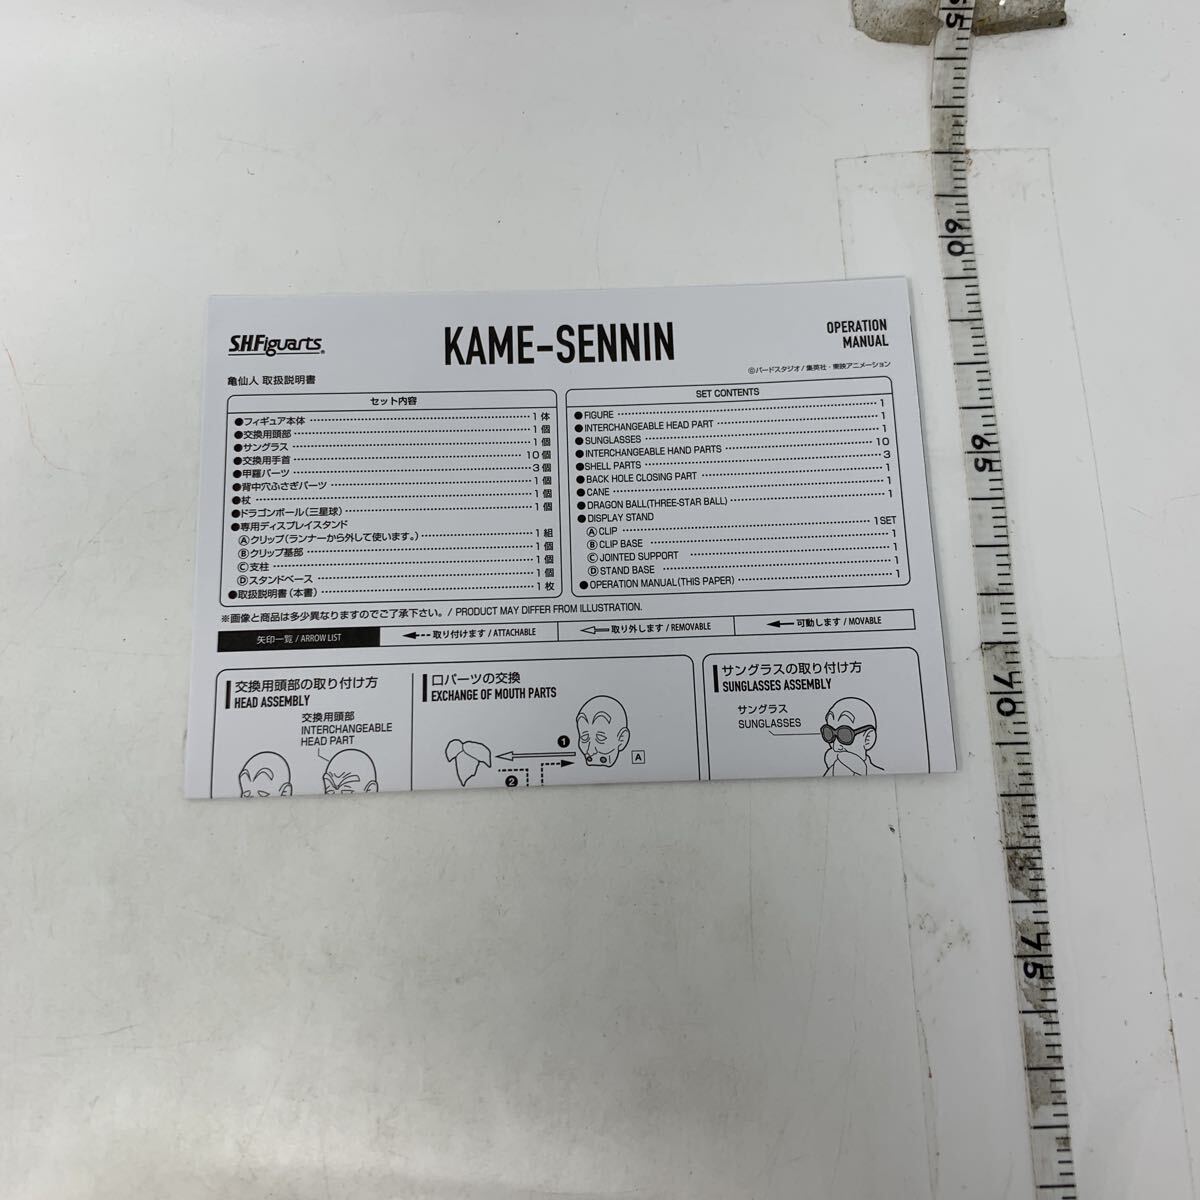 S.H.Figuarts®
KAME-SENNIN
OPERATION
MANUAL
亀仙人 取扱説明書
©バードスタジオ / 集英社・東映アニメーション
セット内容
●フィギュア本体 1 体
●交換用頭部 1 個
●サングラス 1 個
●交換用手首 10 個
●甲羅パーツ 3 個
●背中穴ふさぎパーツ 1 個
●杖 1 個
●ドラゴンボール(三星球) 1 個
●専用ディスプレイスタンド
Ⓐクリップ(ランナーから外して使います。) 1 組
Ⓑクリップ基部 1 個
Ⓒ支柱 1 個
Ⓓスタンドベース 1 個
●取扱説明書(本書) 1 枚
SET CONTENTS
●FIGURE 1
●INTERCHANGEABLE HEAD PART 1
●SUNGLASSES 1
●INTERCHANGEABLE HAND PARTS 10
●SHELL PARTS 3
●BACK HOLE CLOSING PART 1
●CANE 1
●DRAGON BALL(THREE-STAR BALL) 1
●DISPLAY STAND
Ⓐ CLIP 1SET
Ⓑ CLIP BASE 1
Ⓒ JOINTED SUPPORT 1
Ⓓ STAND BASE 1
●OPERATION MANUAL(THIS PAPER) 1
※画像と商品は多少異なりますのでご了承下さい。/ PRODUCT MAY DIFFER FROM ILLUSTRATION.
矢印一覧 / ARROW LIST
取り付けます / ATTACHABLE
取り外します / REMOVABLE
可動します / MOVABLE
交換用頭部の取り付け方
HEAD ASSEMBLY
交換用頭部
INTERCHANGEABLE
HEAD PART
口パーツの交換
EXCHANGE OF MOUTH PARTS
❶
A
❷
サングラスの取り付け方
SUNGLASSES ASSEMBLY
サングラス
SUNGLASSES
55
60
65
70
75